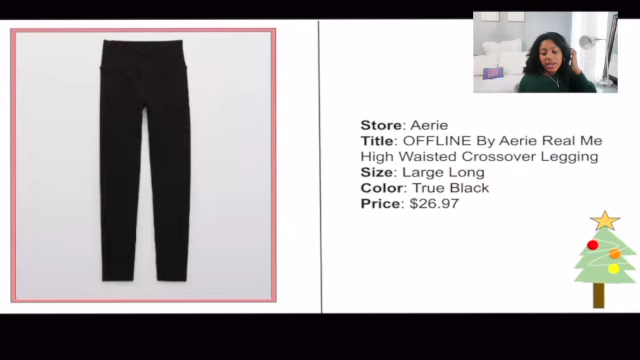 Store: Aerie
Title: OFFLINE By Aerie Real Me
High Waisted Crossover Legging
Size: Large Long
Color: True Black
Price: $26.97